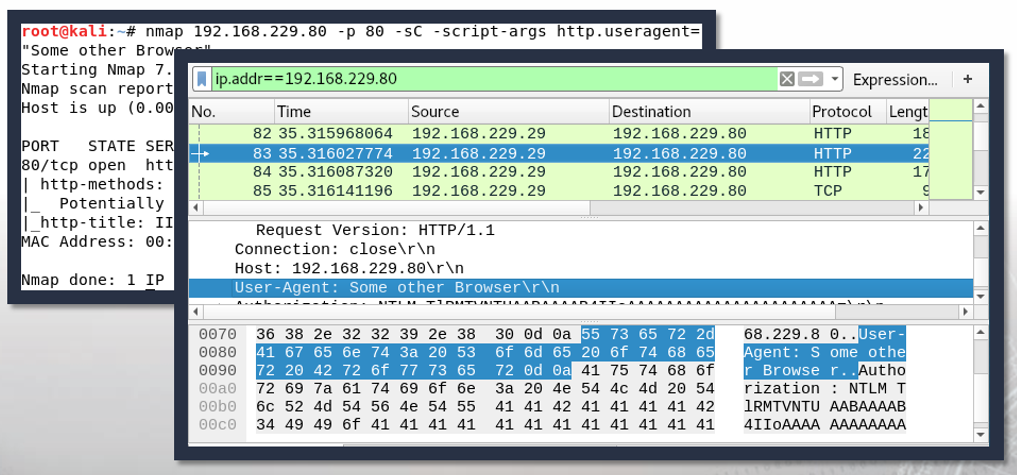 root@kali:~# nmap 192.168.229.80 -p 80 -sC -script-args http.useragent=
"Some other Browser"
Starting Nmap 7.
Nmap scan report
Host is up (0.00
PORT STATE SER
80/tcp open htt
| http-methods:
|_ Potentially
|_http-title: II
MAC Address: 00:
Nmap done: 1 IP
ip.addr==192.168.229.80
Expression… +
No. Time Source Destination Protocol Lengt
82 35.315968064 192.168.229.29 192.168.229.80 HTTP 18
83 35.316027774 192.168.229.29 192.168.229.80 HTTP 22
84 35.316087320 192.168.229.29 192.168.229.80 HTTP 17
85 35.316141196 192.168.229.29 192.168.229.80 TCP 9
Request Version: HTTP/1.1
Connection: close\r\n
Host: 192.168.229.80\r\n
User-Agent: Some other Browser\r\n
0070 36 38 2e 32 32 39 2e 38 30 0d 0a 55 73 65 72 2d 68.229.8 0..User-
0080 41 67 65 6e 74 3a 20 53 6f 6d 65 20 6f 74 68 65 Agent: S ome othe
0090 72 20 42 72 6f 77 73 65 72 0d 0a 41 75 74 68 6f r Browse r..Autho
00a0 72 69 7a 61 74 69 6f 6e 3a 20 4e 54 4c 4d 20 54 rization : NTLM T
00b0 6c 52 4d 54 56 4e 54 55 41 41 42 41 41 41 41 42 lRMTVNTU AABAAAAB
00c0 34 49 49 6f 41 41 41 41 41 41 41 41 41 41 41 41 4IIoAAAA AAAAAAAA